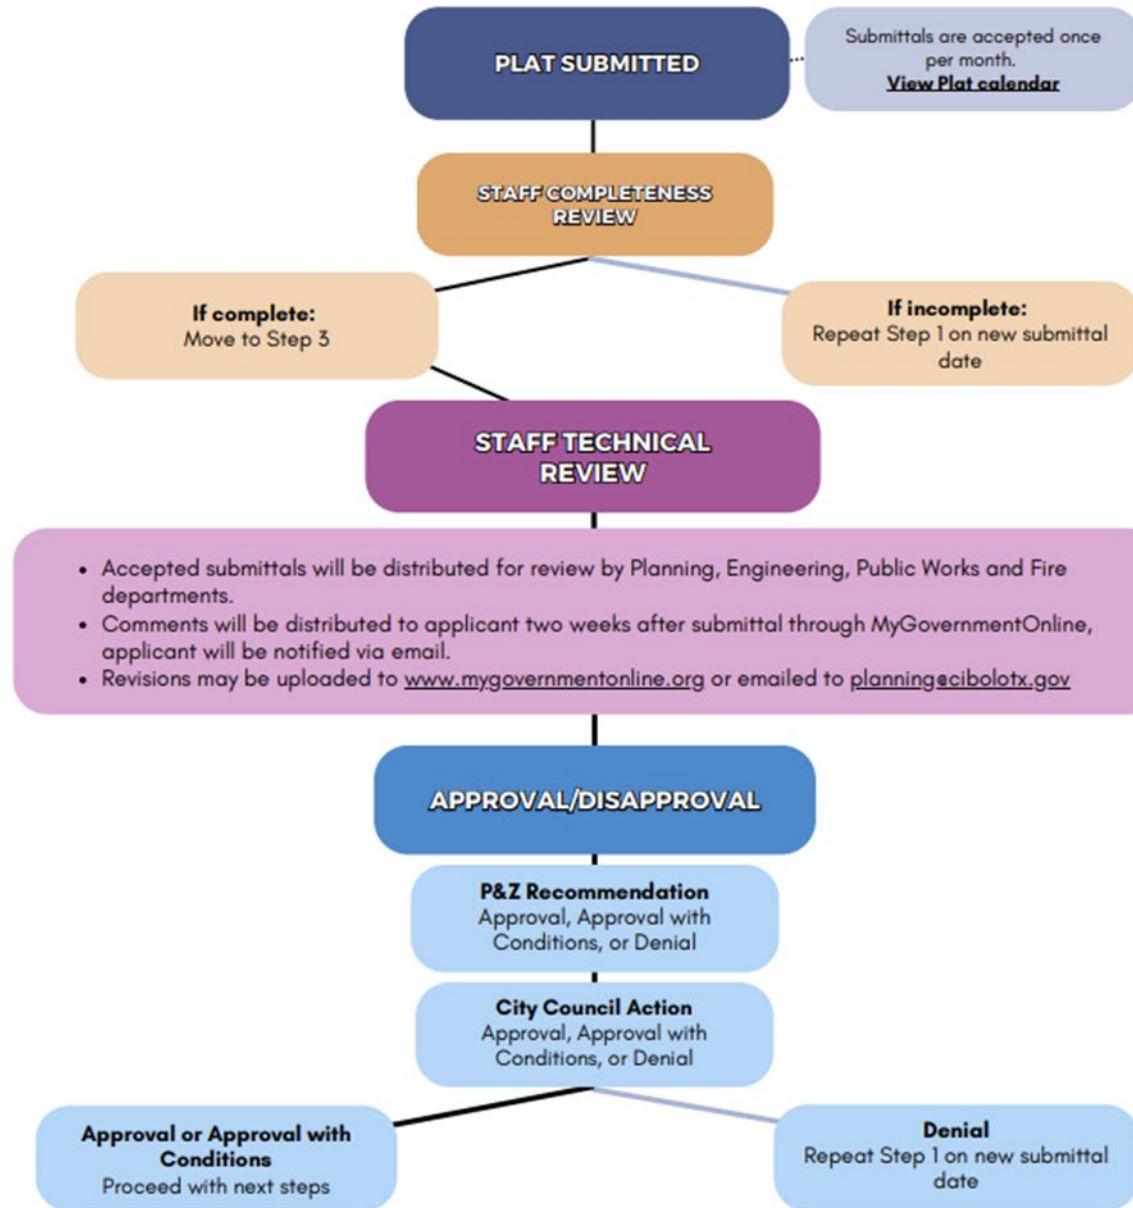 PLAT SUBMITTED
Submittals are accepted once
per month.
View Plat calendar
STAFF COMPLETENESS
REVIEW
If complete:
Move to Step 3
If incomplete:
Repeat Step 1 on new submittal
date
STAFF TECHNICAL
REVIEW
• Accepted submittals will be distributed for review by Planning, Engineering, Public Works and Fire
departments.
• Comments will be distributed to applicant two weeks after submittal through MyGovernmentOnline,
applicant will be notified via email.
• Revisions may be uploaded to www.mygovernmentonline.org or emailed to planning@cibolotx.gov
APPROVAL/DISAPPROVAL
P&Z Recommendation
Approval, Approval with
Conditions, or Denial
City Council Action
Approval, Approval with
Conditions, or Denial
Approval or Approval with
Conditions
Proceed with next steps
Denial
Repeat Step 1 on new submittal
date